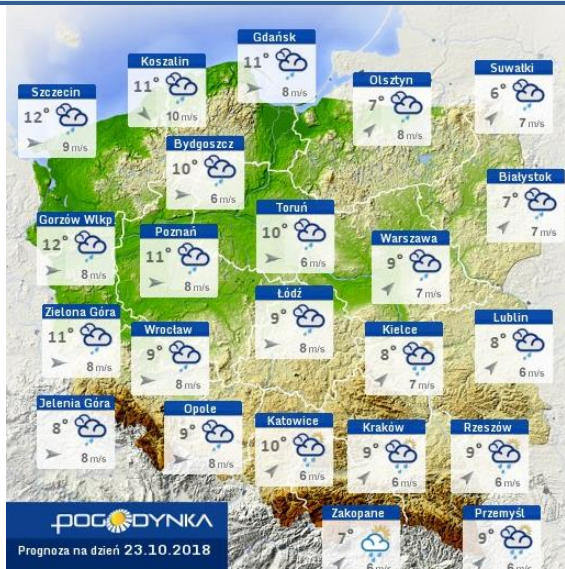 Gdańsk
11°
8 m/s
Koszalin
11°
10 m/s
Suwałki
6°
7 m/s
Olsztyn
7°
8 m/s
Szczecin
12°
9 m/s
Bydgoszcz
10°
6 m/s
Białystok
7°
7 m/s
Toruń
10°
6 m/s
Gorzów Wlkp
12°
8 m/s
Poznań
11°
8 m/s
Warszawa
9°
7 m/s
Łódź
9°
8 m/s
Zielona Góra
11°
8 m/s
Wrocław
9°
8 m/s
Kielce
8°
7 m/s
Lublin
8°
6 m/s
Jelenia Góra
8°
8 m/s
Opole
9°
8 m/s
Katowice
10°
6 m/s
Kraków
9°
6 m/s
Rzeszów
9°
6 m/s
Zakopane
7°
6 m/s
Przemyśl
9°
6 m/s
POGODYNKA
Prognoza na dzień 23.10.2018